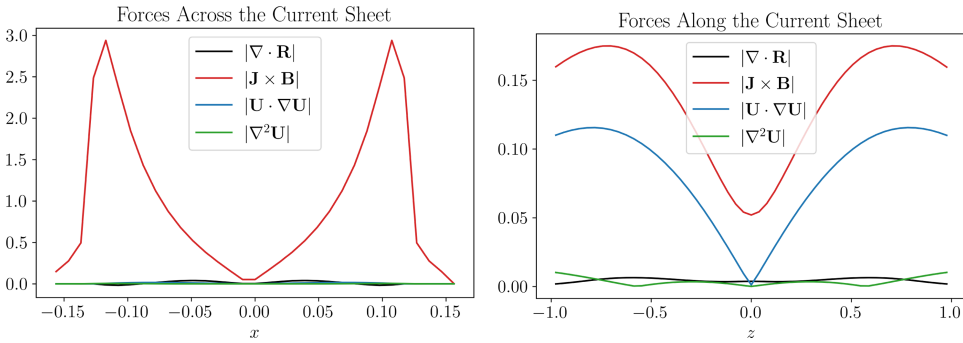 Forces Across the Current Sheet
3.0
2.5
2.0
1.5
1.0
0.5
0.0
|∇ · R|
|J × B|
|U · ∇U|
|∇²U|
−0.15 −0.10 −0.05 0.00 0.05 0.10 0.15
x
Forces Along the Current Sheet
0.15
0.10
0.05
0.00
|∇ · R|
|J × B|
|U · ∇U|
|∇²U|
−1.0 −0.5 0.0 0.5 1.0
z